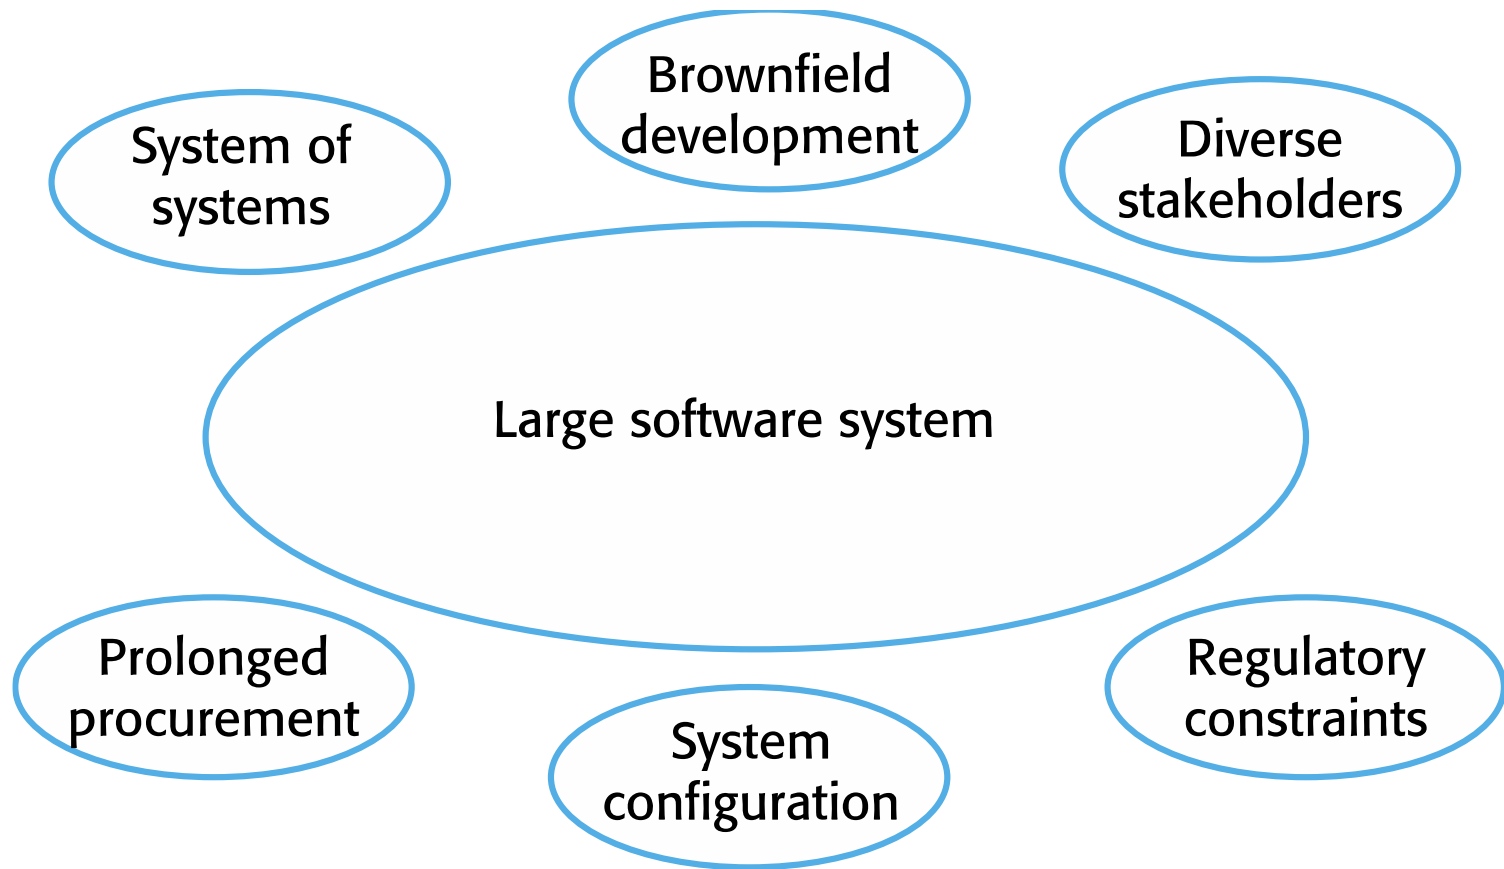 Brownfield
development
System of
systems
Diverse
stakeholders
Large software system
Prolonged
procurement
System
configuration
Regulatory
constraints